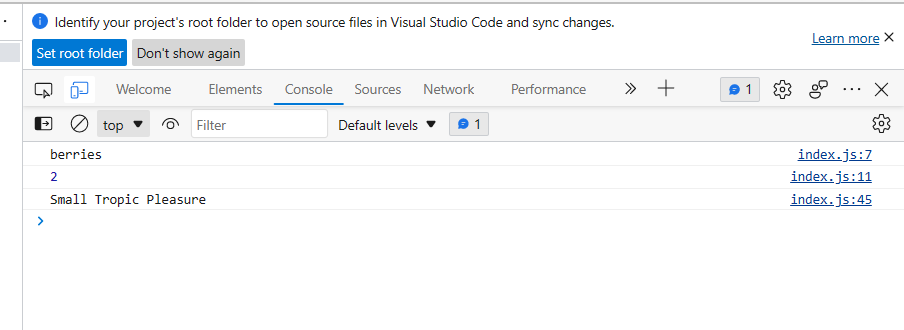 Identify your project's root folder to open source files in Visual Studio Code and sync changes.
Learn more
Set root folder Don't show again
Welcome Elements Console Sources Network Performance 1
top Filter Default levels 1
berries index.js:7
2 index.js:11
Small Tropic Pleasure index.js:45